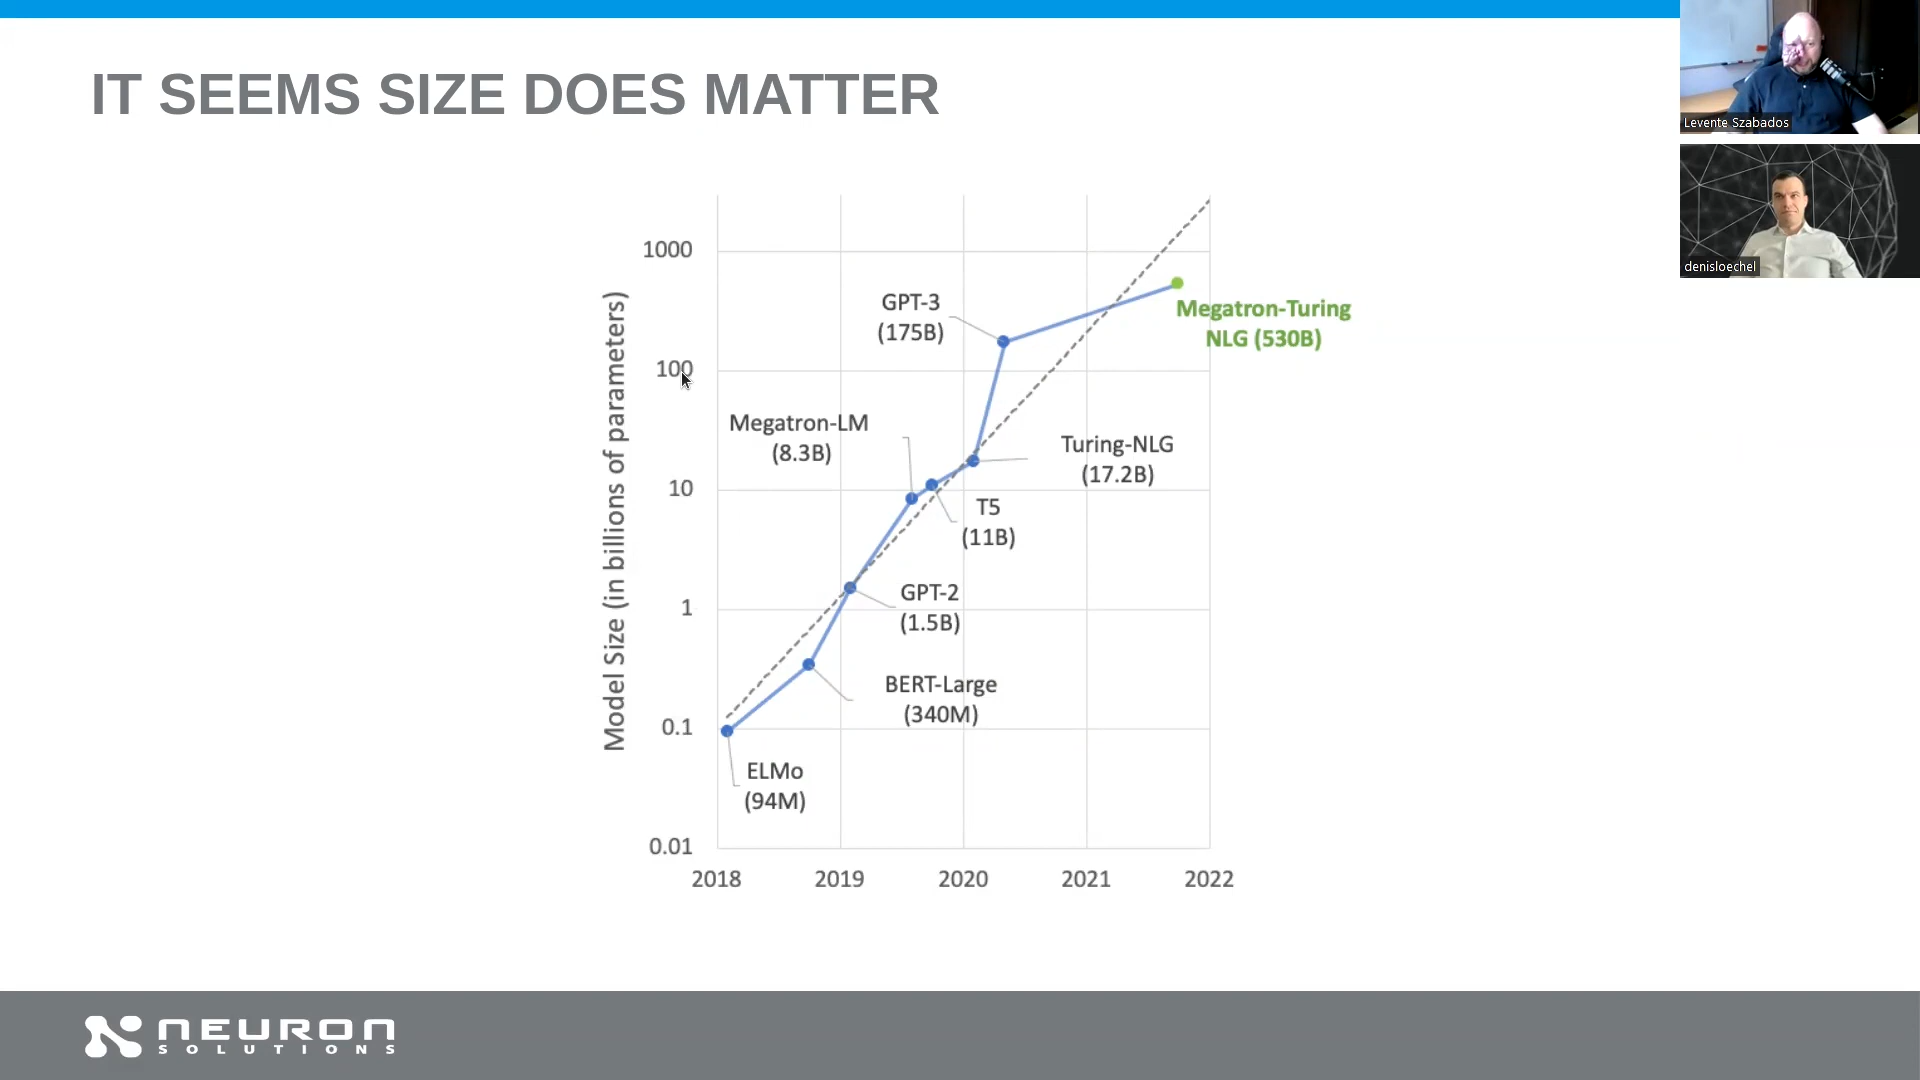 IT SEEMS SIZE DOES MATTER
Levente Szabados
denisloechel
Model Size (in billions of parameters)
1000
100
10
1
0.1
0.01
2018
2019
2020
2021
2022
GPT-3
(175B)
Megatron-Turing
NLG (530B)
Megatron-LM
(8.3B)
Turing-NLG
(17.2B)
T5
(11B)
GPT-2
(1.5B)
BERT-Large
(340M)
ELMo
(94M)
NEURON
SOLUTIONS